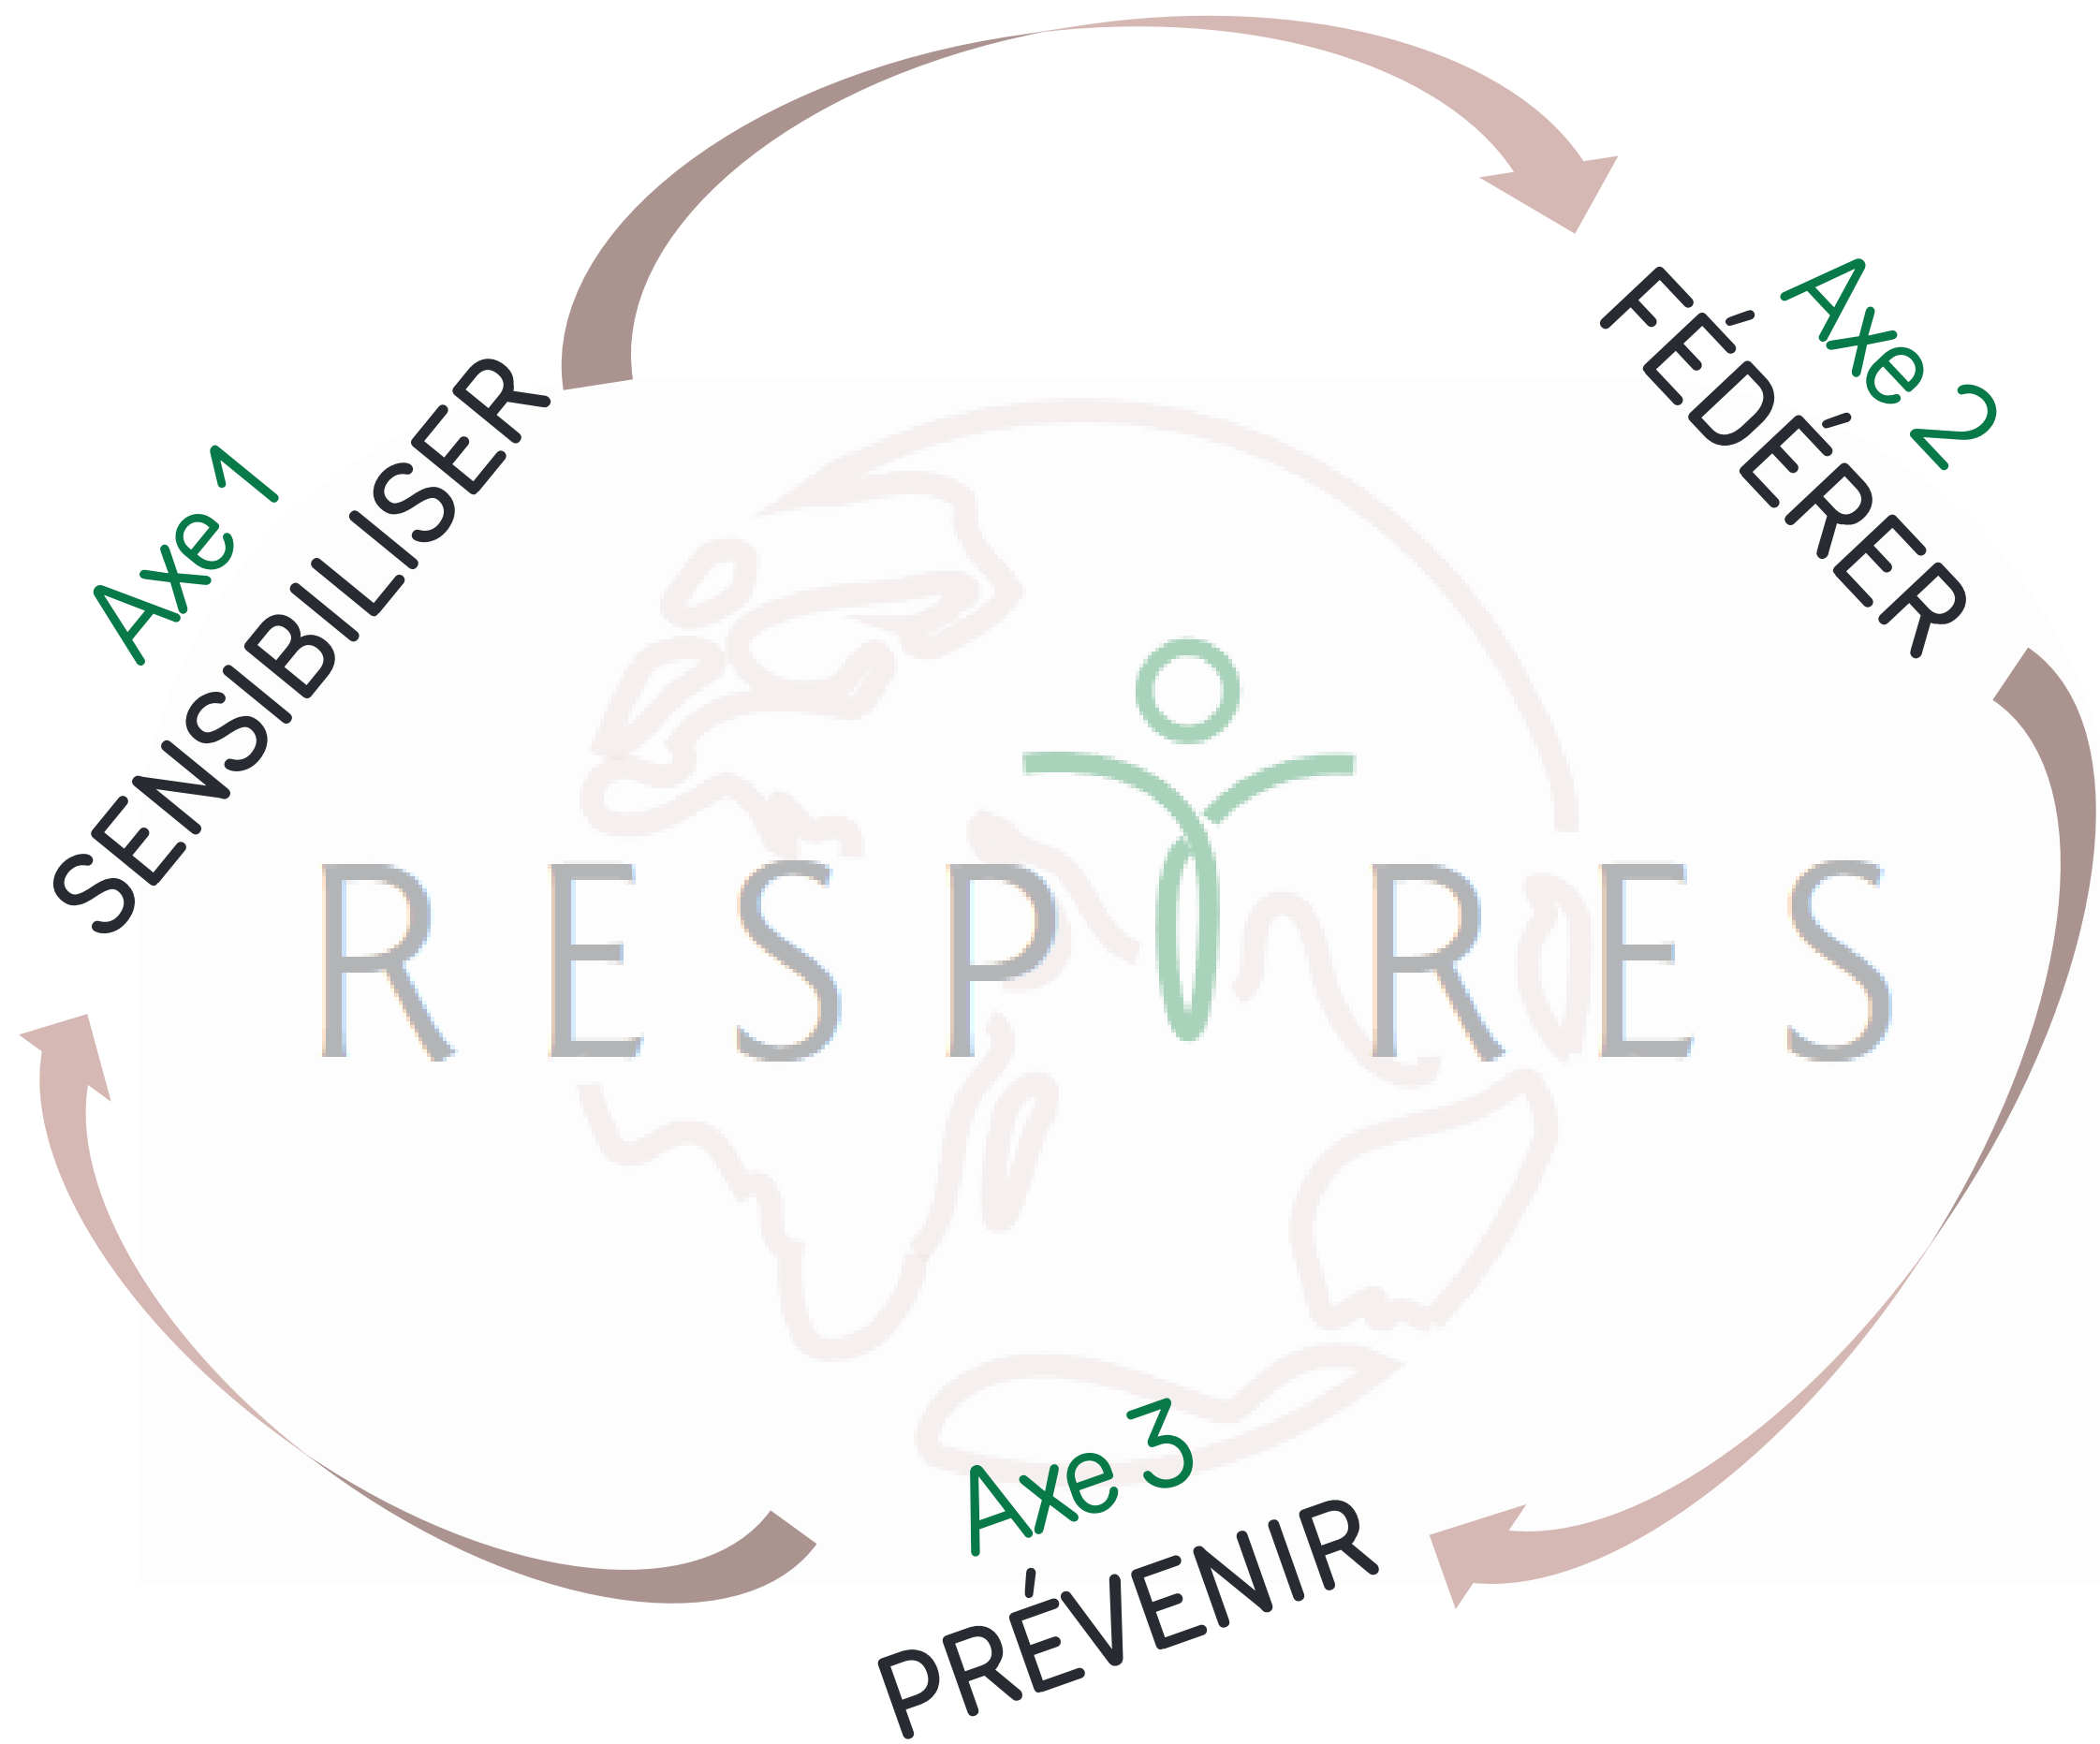 Axe 1
SENSIBILISER
Axe 2
FÉDÉRER
RESPIRES
Axe 3
PRÉVENIR